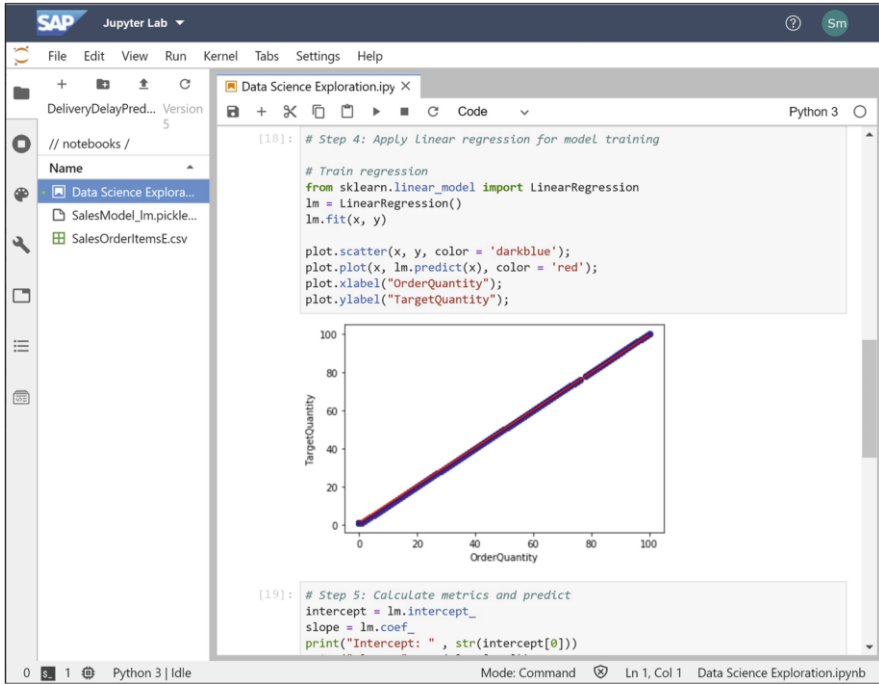 SAP Jupyter Lab Sm
File Edit View Run Kernel Tabs Settings Help
DeliveryDelayPred... Version 5
// notebooks /
Name
Data Science Explora...
SalesModel_lm.pickle...
SalesOrderItemsE.csv
Data Science Exploration.ipy
Code Python 3
[18]: # Step 4: Apply linear regression for model training
# Train regression
from sklearn.linear_model import LinearRegression
lm = LinearRegression()
lm.fit(x, y)
plot.scatter(x, y, color = 'darkblue');
plot.plot(x, lm.predict(x), color = 'red');
plot.xlabel("OrderQuantity");
plot.ylabel("TargetQuantity");
100
80
60
40
20
0
TargetQuantity
0 20 40 60 80 100
OrderQuantity
[19]: # Step 5: Calculate metrics and predict
intercept = lm.intercept_
slope = lm.coef_
print("Intercept: " , str(intercept[0]))
0 $_ 1 Python 3 | Idle Mode: Command Ln 1, Col 1 Data Science Exploration.ipynb